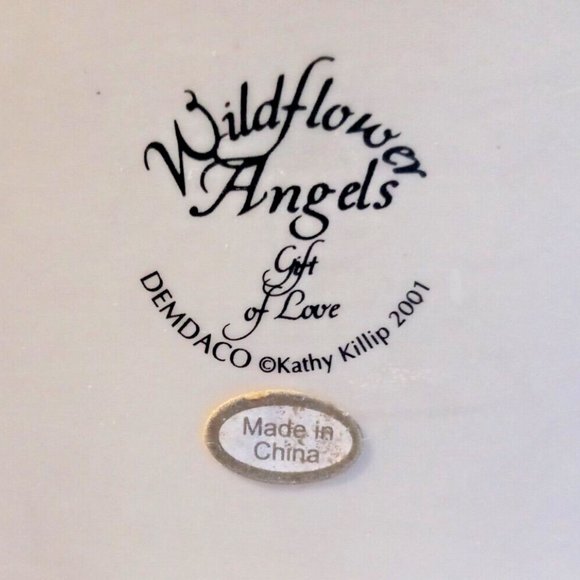 Wildflower
Angels
Gift
of Love
DEMDACO ©Kathy Killip 2001
Made in
China